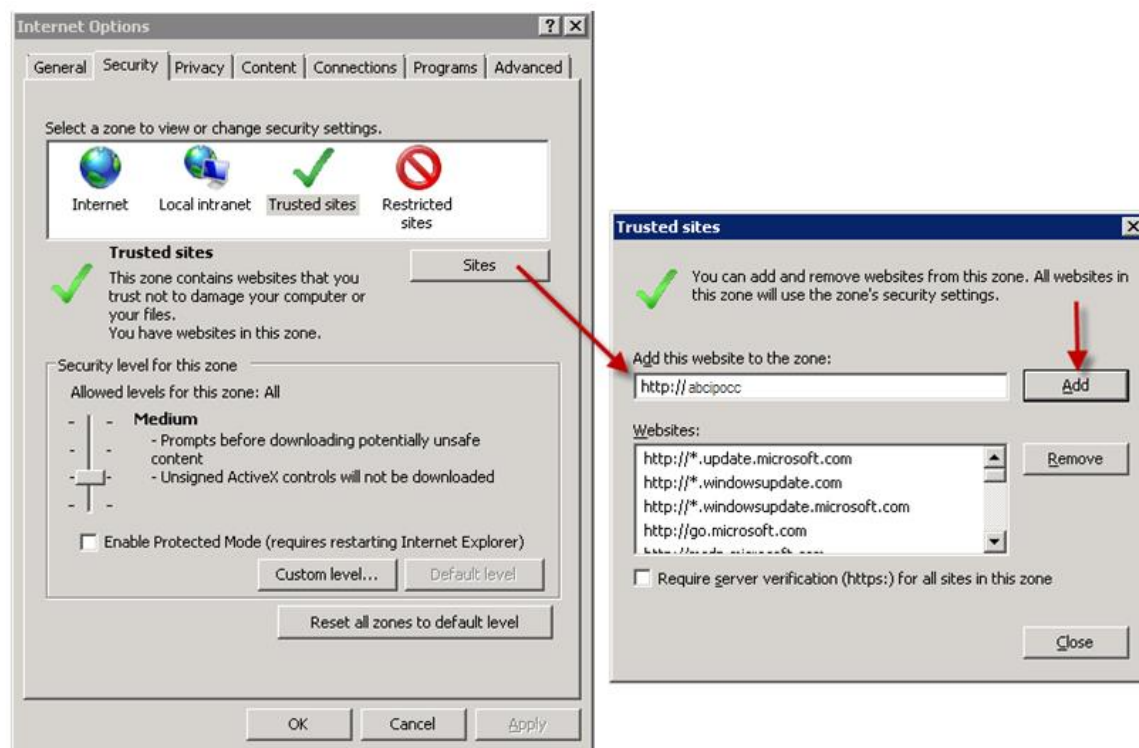 Internet Options
General Security Privacy Content Connections Programs Advanced
Select a zone to view or change security settings.
Internet
Local intranet
Trusted sites
Restricted
sites
Trusted sites
This zone contains websites that you
trust not to damage your computer or
your files.
You have websites in this zone.
Sites
Security level for this zone
Allowed levels for this zone: All
Medium
- Prompts before downloading potentially unsafe
content
- Unsigned ActiveX controls will not be downloaded
Enable Protected Mode (requires restarting Internet Explorer)
Custom level...
Default level
Reset all zones to default level
OK
Cancel
Apply
Trusted sites
You can add and remove websites from this zone. All websites in
this zone will use the zone's security settings.
Add this website to the zone:
http://abcipocc
Add
Websites:
http://*.update.microsoft.com
http://*.windowsupdate.com
http://*.windowsupdate.microsoft.com
http://go.microsoft.com
Remove
Require server verification (https:) for all sites in this zone
Close